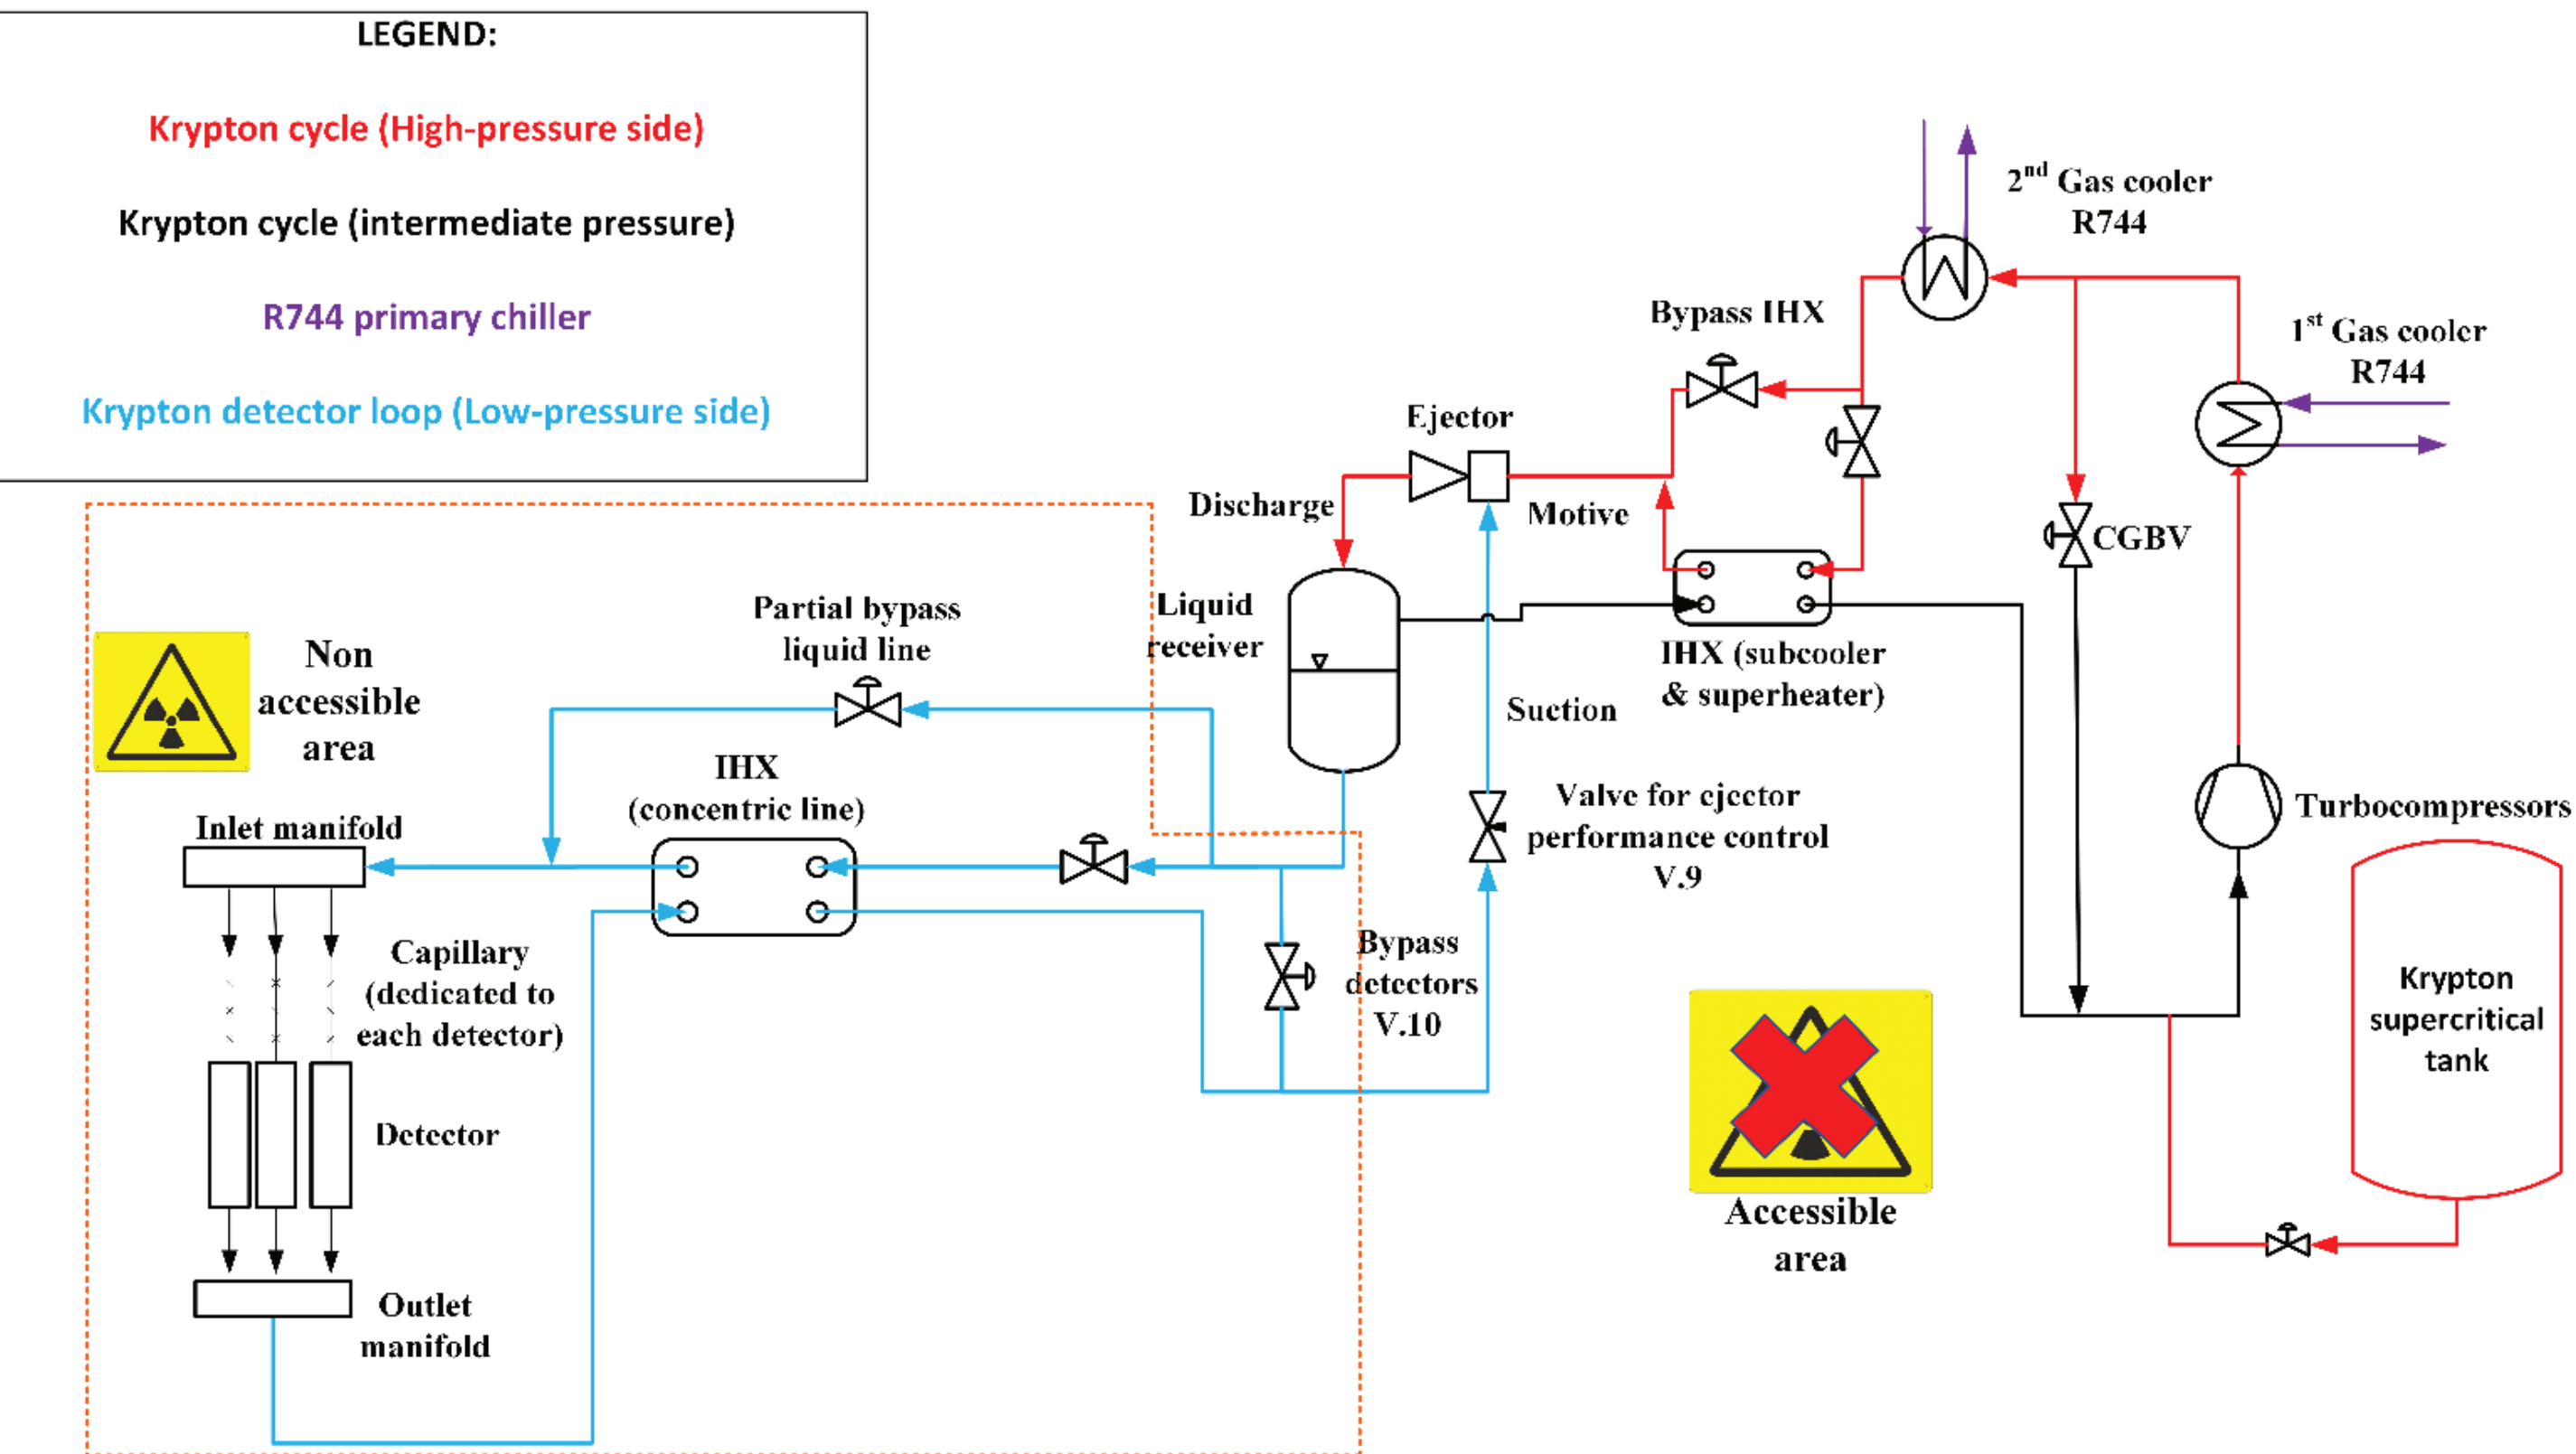 LEGEND:
Krypton cycle (High-pressure side)
Krypton cycle (intermediate pressure)
R744 primary chiller
Krypton detector loop (Low-pressure side)
2nd Gas cooler
R744
1st Gas cooler
R744
Bypass IHX
Ejector
Discharge
Motive
CGBV
Liquid
receiver
IHX (subcooler
& superheater)
Suction
Partial bypass
liquid line
Non
accessible
area
IHX
(concentric line)
Inlet manifold
Valve for ejector
performance control
V.9
Turbocompressors
Capillary
(dedicated to
each detector)
Bypass
detectors
V.10
Krypton
supercritical
tank
Detector
Accessible
area
Outlet
manifold